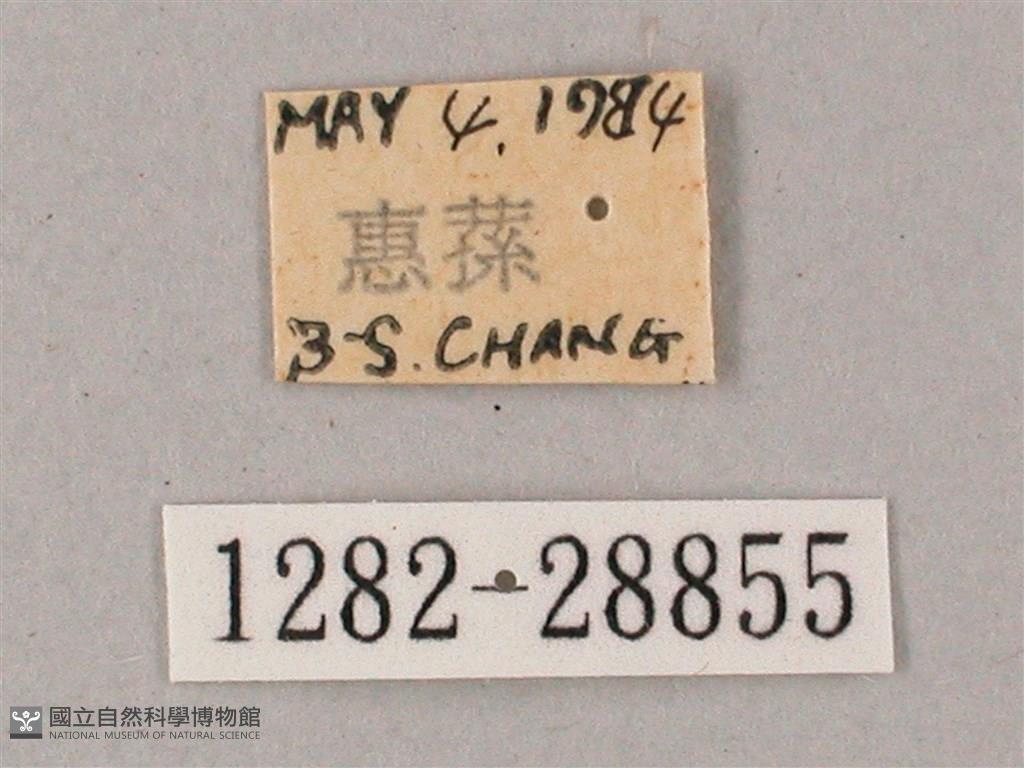 MAY 4. 1984
惠蓀
B-S. CHANG
1282-28855
國立自然科學博物館
NATIONAL MUSEUM OF NATURAL SCIENCE